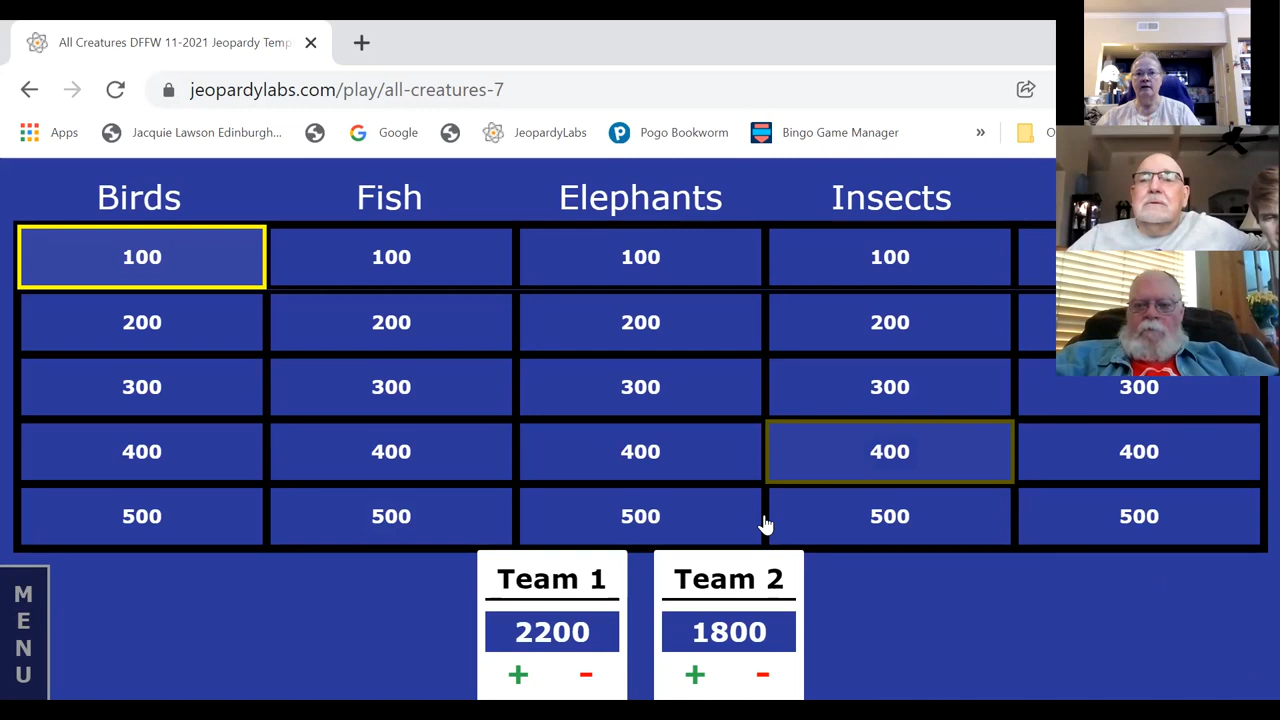 All Creatures DFFW 11-2021 Jeopardy Temp
jeopardylabs.com/play/all-creatures-7
Apps Jacquie Lawson Edinburgh... Google JeopardyLabs Pogo Bookworm Bingo Game Manager » O
Birds Fish Elephants Insects
100 100 100 100
200 200 200 200
300 300 300 300 300
400 400 400 400 400
500 500 500 500 500
MENU
Team 1 Team 2
2200 1800
+ - + -